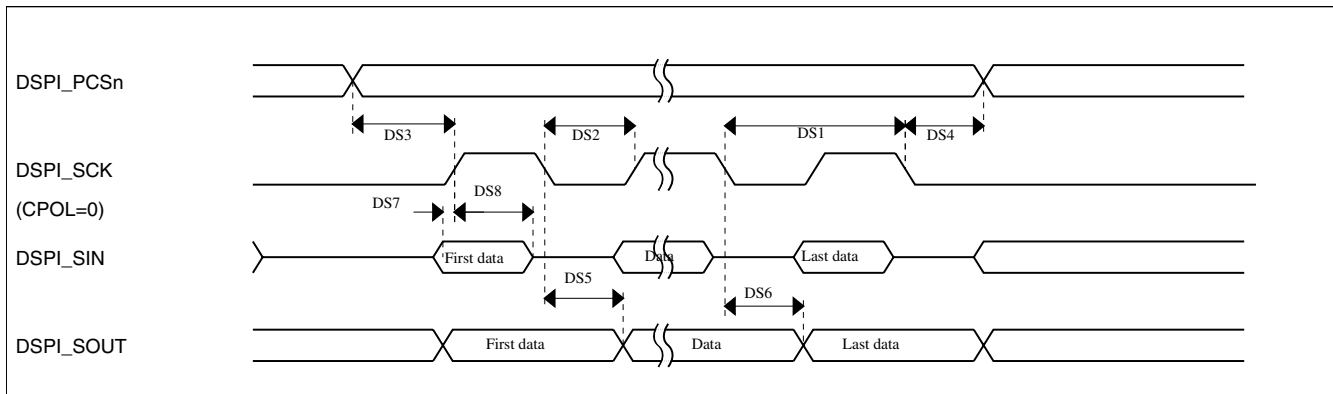 DSPI_PCSn
DS3
DS2
DS1
DS4
DSPI_SCK
(CPOL=0)
DS7
DS8
DSPI_SIN
First data
Data
Last data
DS5
DS6
DSPI_SOUT
First data
Data
Last data